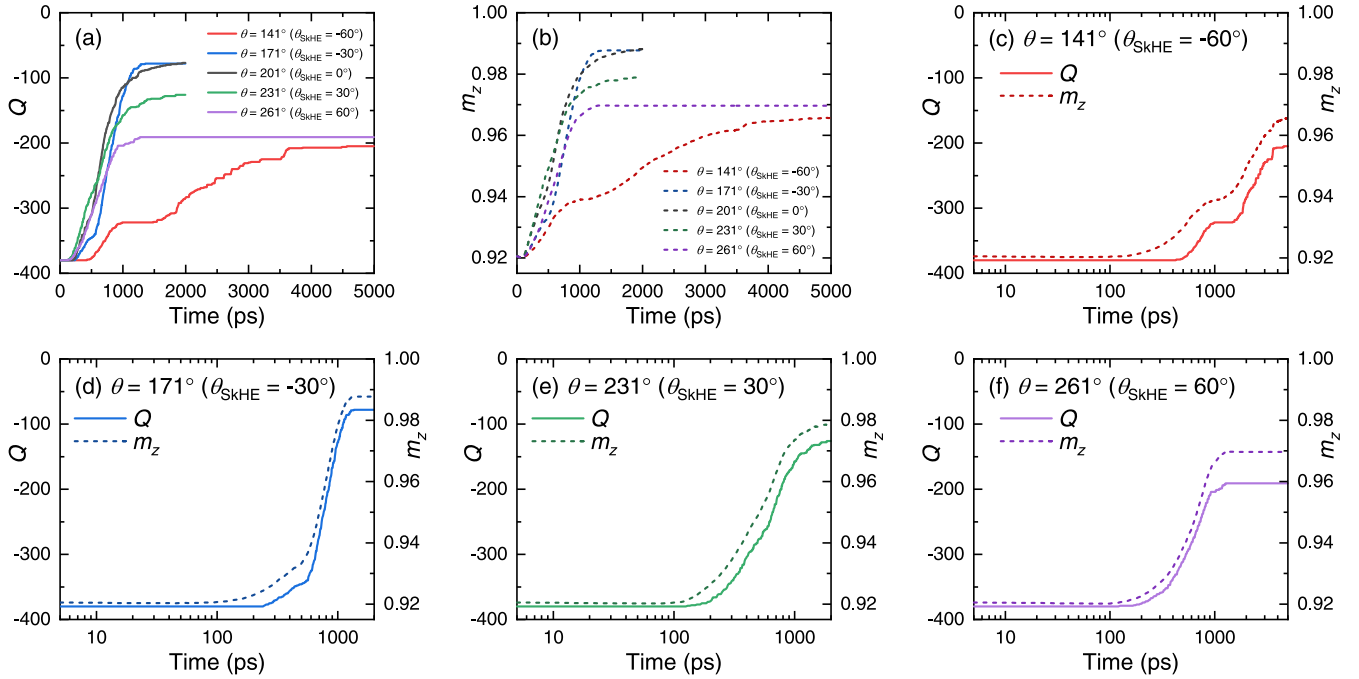 (a)
θ = 141° (θSkHE = -60°)
θ = 171° (θSkHE = -30°)
θ = 201° (θSkHE = 0°)
θ = 231° (θSkHE = 30°)
θ = 261° (θSkHE = 60°)
0
-100
-200
-300
-400
Q
0 1000 2000 3000 4000 5000
Time (ps)
(b)
1.00
0.98
0.96
0.94
0.92
mz
θ = 141° (θSkHE = -60°)
θ = 171° (θSkHE = -30°)
θ = 201° (θSkHE = 0°)
θ = 231° (θSkHE = 30°)
θ = 261° (θSkHE = 60°)
0 1000 2000 3000 4000 5000
Time (ps)
(c) θ = 141° (θSkHE = -60°)
Q
mz
0
-100
-200
-300
-400
Q
1.00
0.98
0.96
0.94
0.92
mz
10 100 1000
Time (ps)
(d) θ = 171° (θSkHE = -30°)
Q
mz
0
-100
-200
-300
-400
Q
1.00
0.98
0.96
0.94
0.92
mz
10 100 1000
Time (ps)
(e) θ = 231° (θSkHE = 30°)
Q
mz
0
-100
-200
-300
-400
Q
1.00
0.98
0.96
0.94
0.92
mz
10 100 1000
Time (ps)
(f) θ = 261° (θSkHE = 60°)
Q
mz
0
-100
-200
-300
-400
Q
1.00
0.98
0.96
0.94
0.92
mz
10 100 1000
Time (ps)